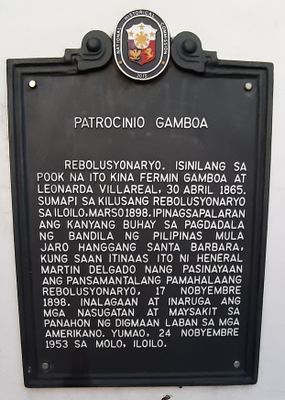 NATIONAL HISTORICAL COMMISSION
2015
PATROCINIO GAMBOA
REBOLUSYONARYO. ISINILANG SA
POOK NA ITO KINA FERMIN GAMBOA AT
LEONARDA VILLAREAL, 30 ABRIL 1865.
SUMAPI SA KILUSANG REBOLUSYONARYO
SA ILOILO, MARSO 1898. IPINAGSAPALARAN
ANG KANYANG BUHAY SA PAGDADALA
NG BANDILA NG PILIPINAS MULA
JARO HANGGANG SANTA BARBARA,
KUNG SAAN ITINAAS ITO NI HENERAL
MARTIN DELGADO NANG PASINAYAAN
ANG PANSAMANTALANG PAMAHALAANG
REBOLUSYONARYO, 17 NOBYEMBRE
1898. INALAGAAN AT INARUGA ANG
MGA NASUGATAN AT MAYSAKIT SA
PANAHON NG DIGMAAN LABAN SA MGA
AMERIKANO. YUMAO, 24 NOBYEMBRE
1953 SA MOLO, ILOILO.